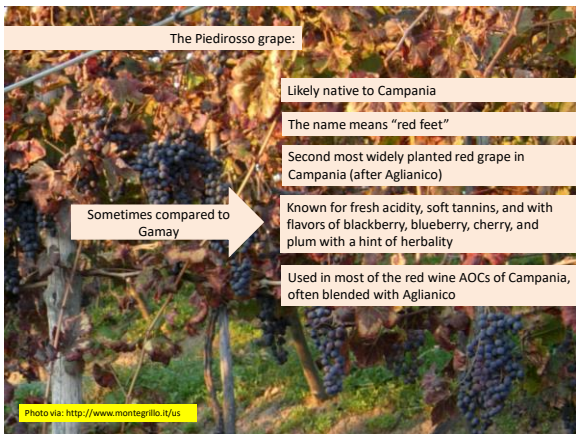 The Piedirosso grape:
Likely native to Campania
The name means “red feet”
Second most widely planted red grape in
Campania (after Aglianico)
Sometimes compared to
Gamay
Known for fresh acidity, soft tannins, and with
flavors of blackberry, blueberry, cherry, and
plum with a hint of herbality
Used in most of the red wine AOCs of Campania,
often blended with Aglianico
Photo via: http://www.montegrillo.it/us